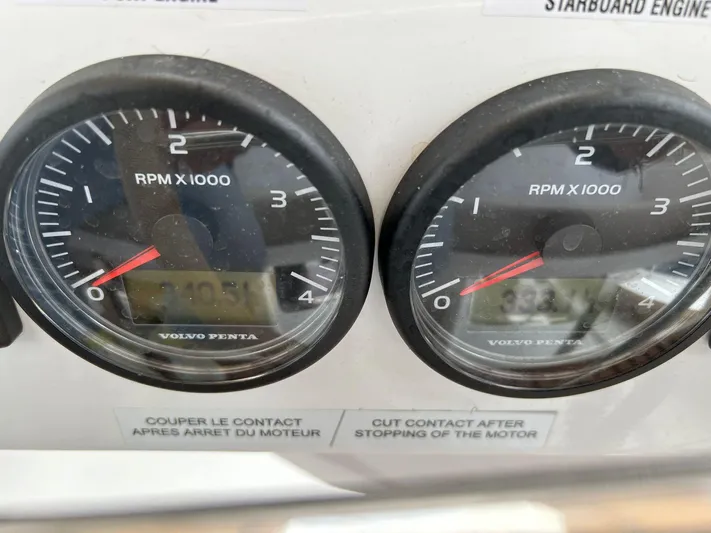 STARBOARD ENGINE
2
RPM X 1000
1
3
0
4
VOLVO PENTA
2
RPM X 1000
1
3
0
4
VOLVO PENTA
COUPER LE CONTACT
APRES ARRET DU MOTEUR
CUT CONTACT AFTER
STOPPING OF THE MOTOR